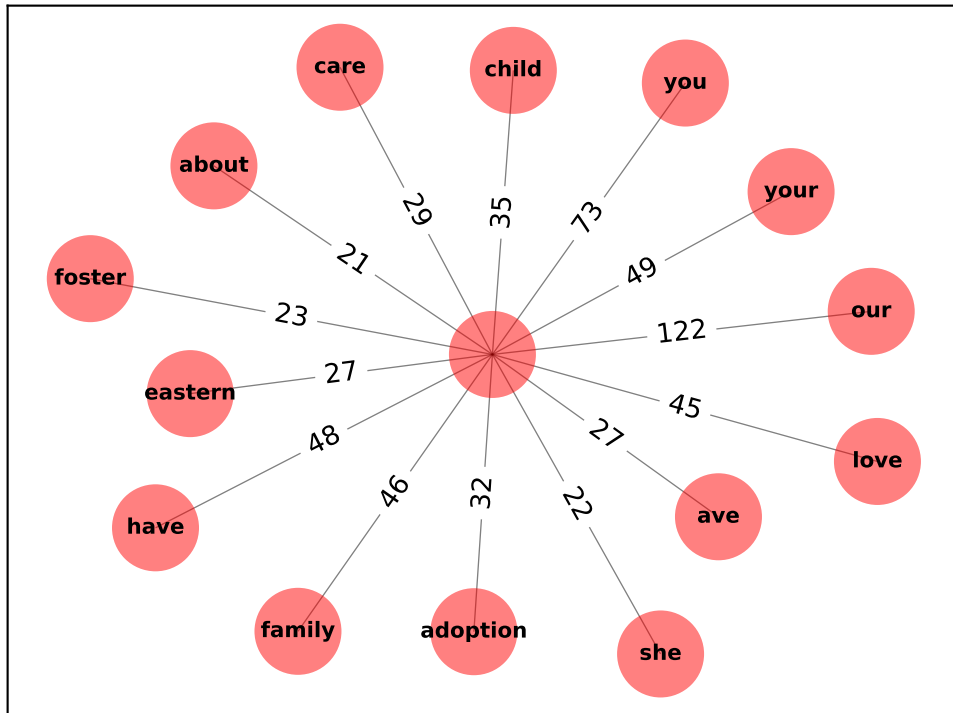 care
child
you
about
your
29
35
73
21
49
foster
23
our
122
27
eastern
45
48
27
love
46
32
22
ave
have
family
adoption
she